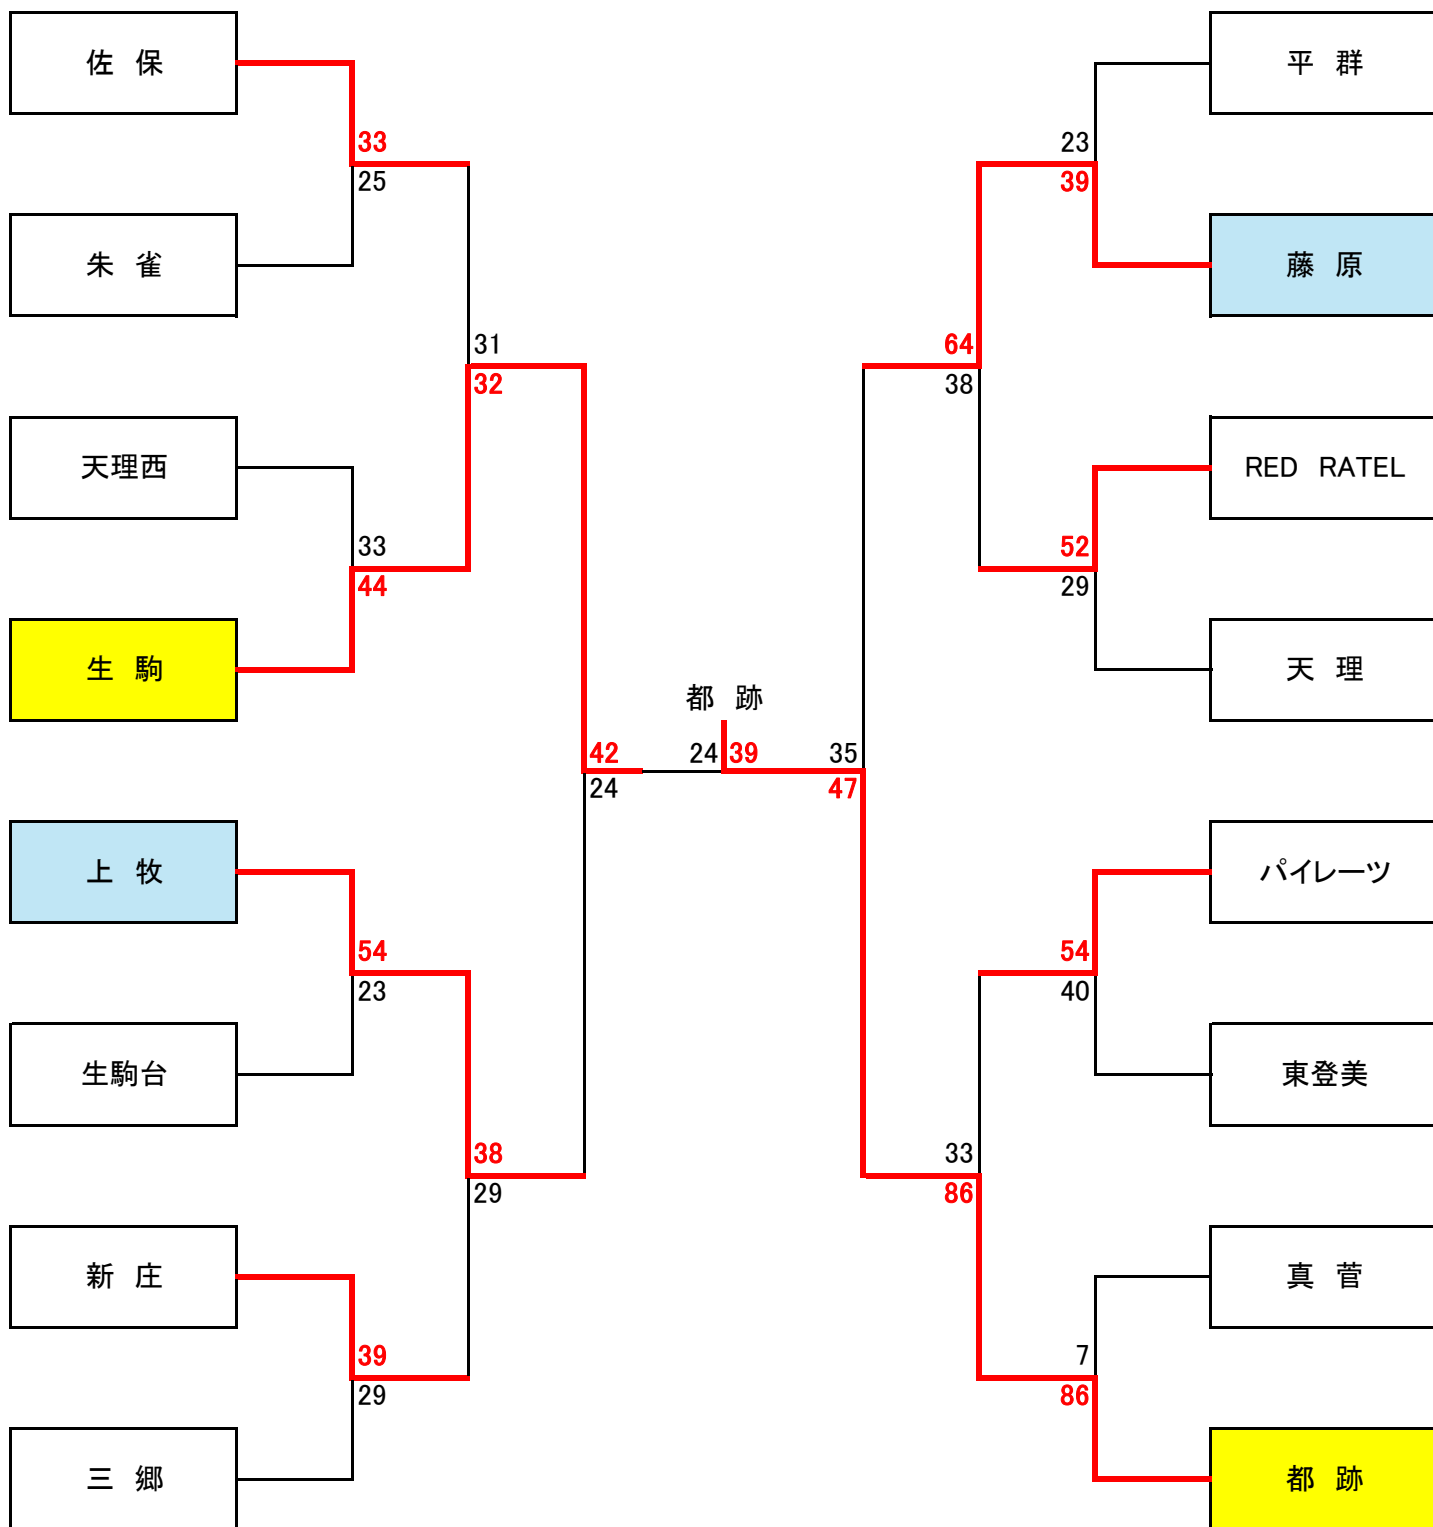 佐 保
平 群
33
23
25
39
朱 雀
藤 原
31
64
32
38
天理西
RED RATEL
33
52
44
29
生 駒
天 理
都 跡
42
24
39
35
24
47
上 牧
パイレーツ
54
54
23
40
生駒台
東登美
38
33
29
86
新 庄
真 菅
39
7
29
86
三 郷
都 跡